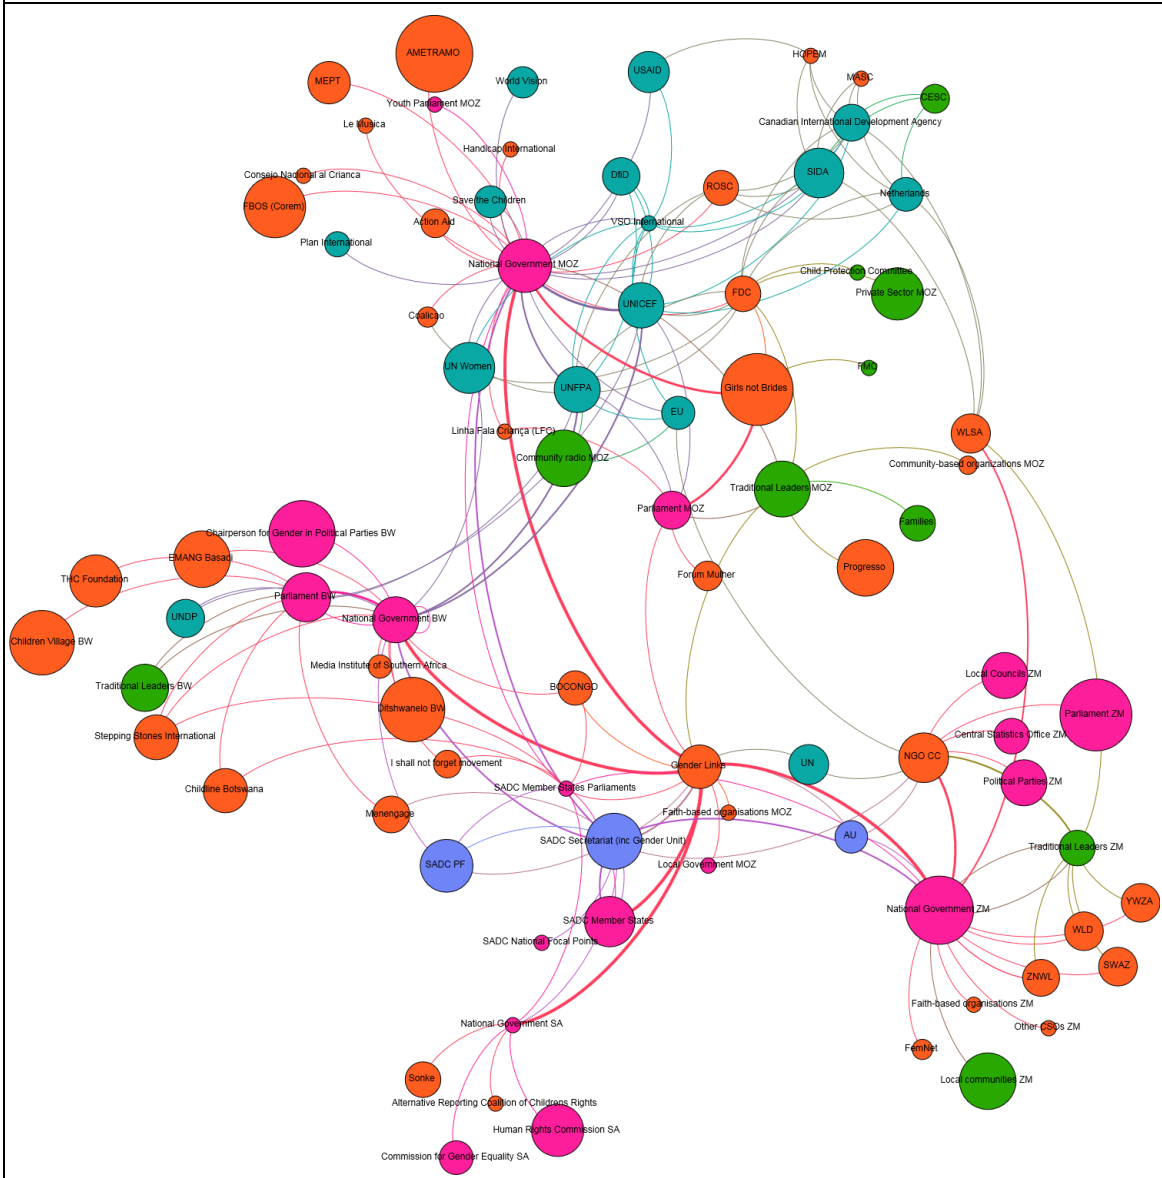 AMETRAMO
HOPEM
USAID
MASC
MEPT
World Vision
CESC
Youth Parliament MOZ
Le Musica
Canadian International Development Agency
Handicap International
SIDA
Consejo Nacional al Crianca
DfiD
ROSC
Netherlands
Save the Children
FBOS (Corem)
Action Aid
VSO International
Plan International
National Government MOZ
Child Protection Committee
FDC
Private Sector MOZ
UNICEF
Coaliçao
UN Women
PMO
UNFPA
Girls not Brides
EU
Linha Fala Criança (LFC)
WLSA
Community radio MOZ
Community-based organizations MOZ
Traditional Leaders MOZ
Parliament MOZ
Families
Chairperson for Gender in Political Parties BW
EMANG Basadi
Progresso
THC Foundation
Forum Mulher
Parliament BW
UNDP
National Government BW
Children Village BW
Media Institute of Southern Africa
Local Councils ZM
Traditional Leaders BW
BOCONGO
Ditshwanelo BW
Parliament ZM
Stepping Stones International
Central Statistics Office ZM
NGO CC
I shall not forget movement
Gender Links
UN
Political Parties ZM
Childline Botswana
SADC Member States Parliaments
Menengage
Faith-based organisations MOZ
AU
SADC Secretariat (inc Gender Unit)
Traditional Leaders ZM
SADC PF
Local Government MOZ
YWZA
National Government ZM
SADC Member States
WLD
SADC National Focal Points
SWAZ
ZNWL
Faith-based organisations ZM
National Government SA
Other CSOs ZM
FemNet
Sonke
Local communities ZM
Alternative Reporting Coalition of Childrens Rights
Human Rights Commission SA
Commission for Gender Equality SA